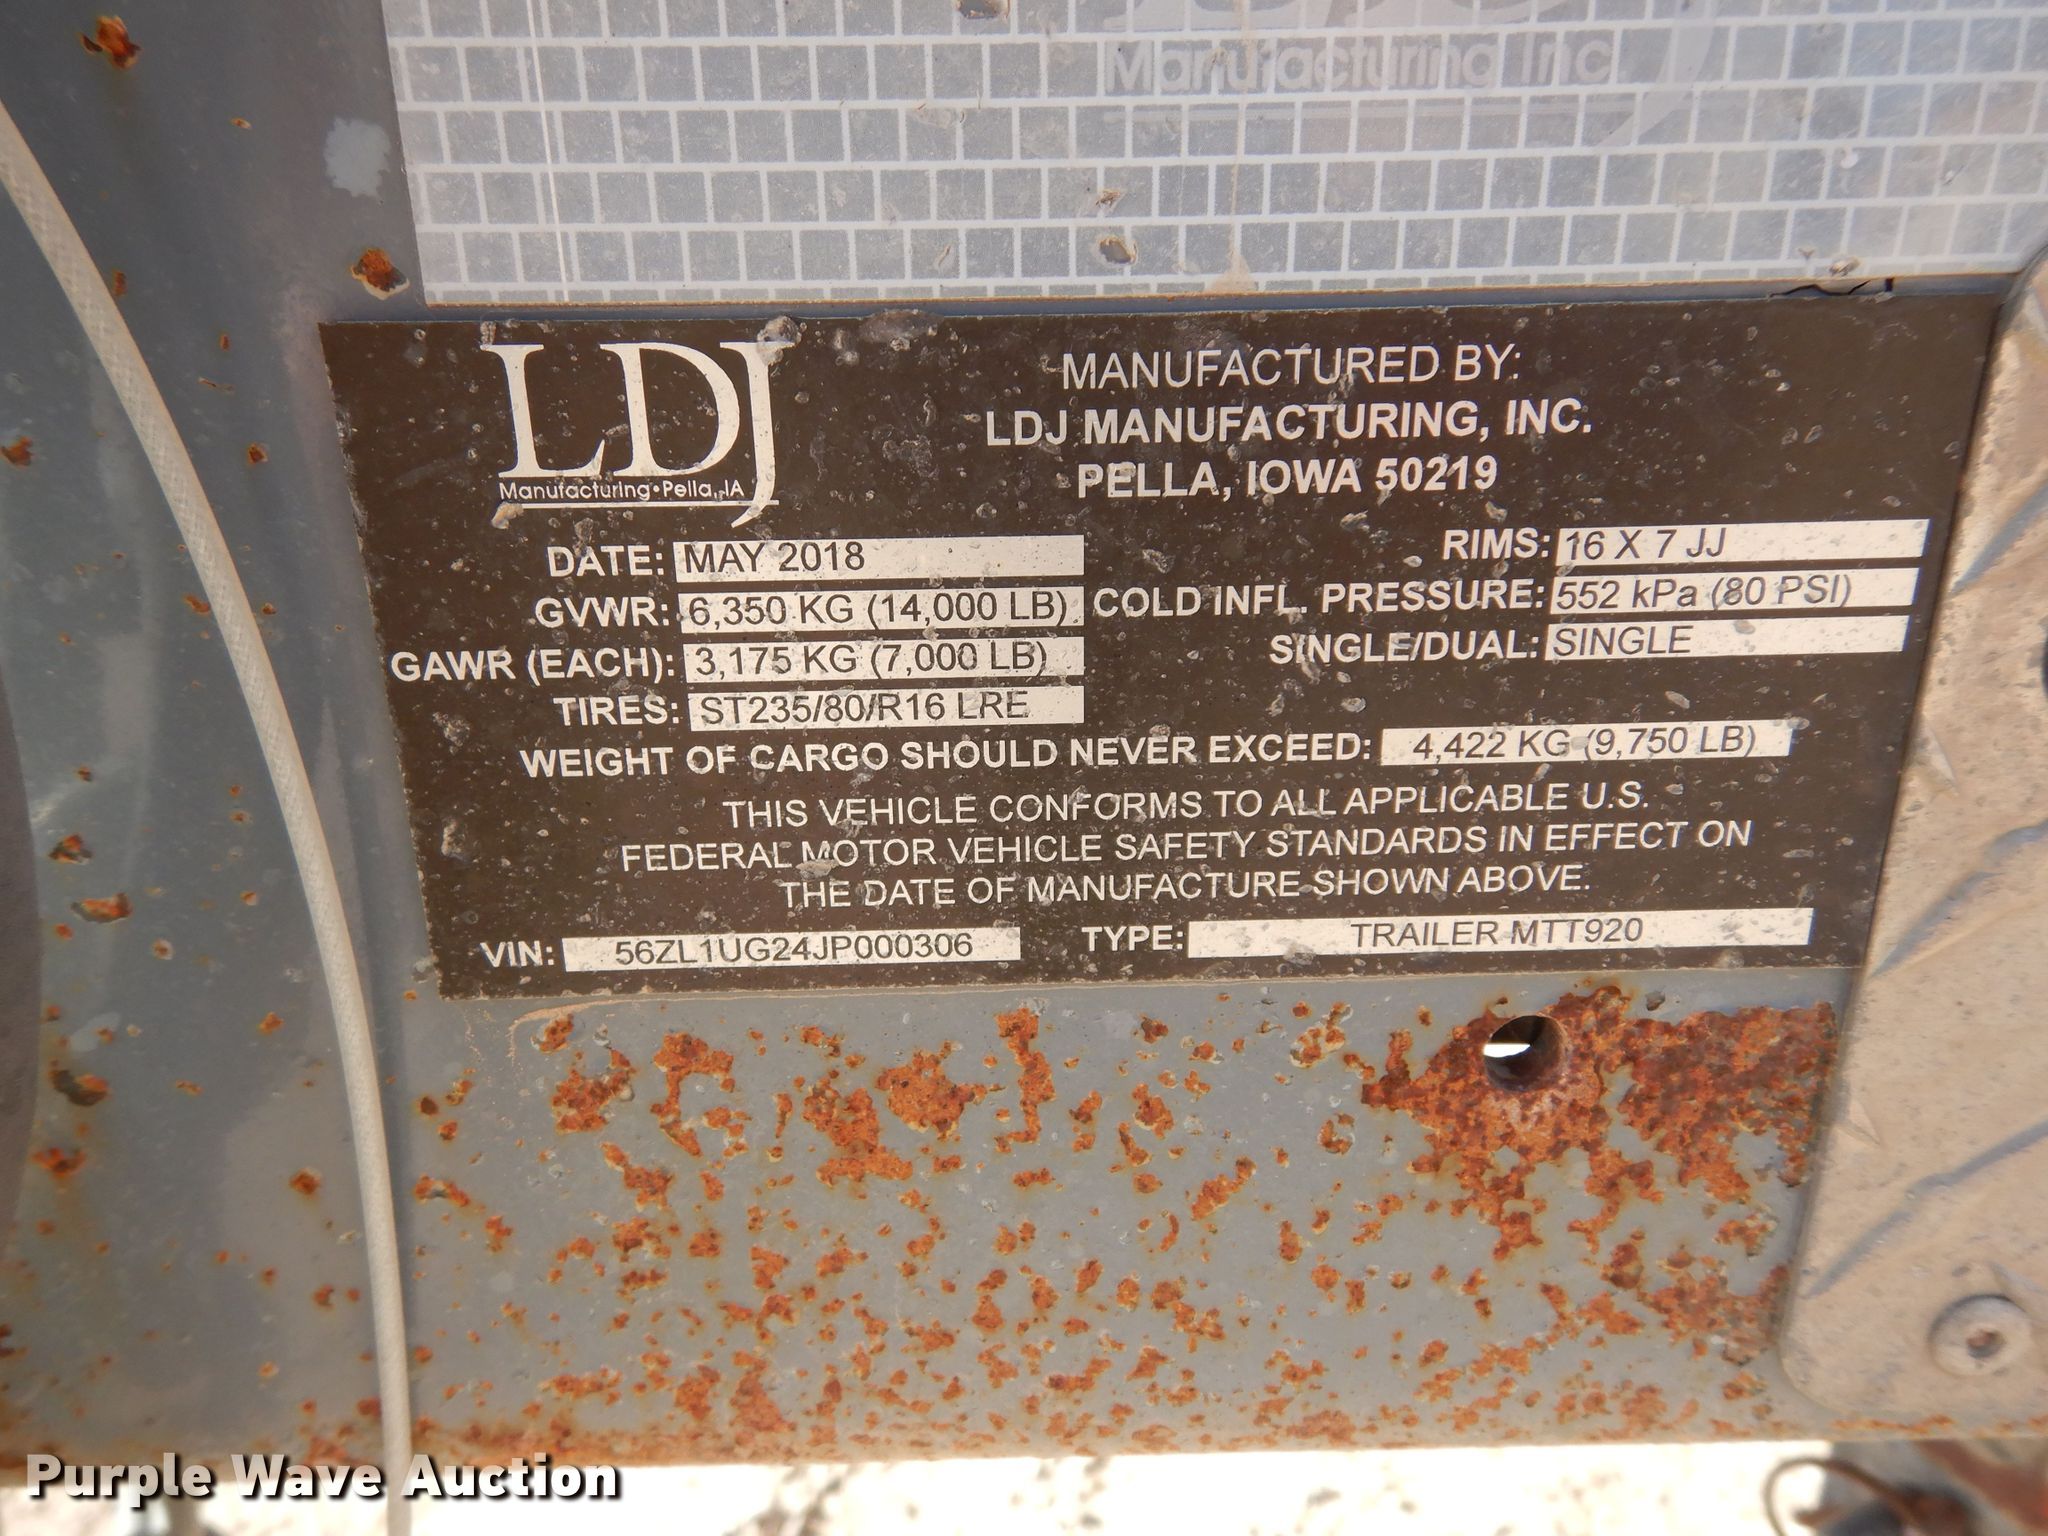 Manufacturing Inc.
LDJ
Manufacturing • Pella, IA
MANUFACTURED BY:
LDJ MANUFACTURING, INC.
PELLA, IOWA 50219
DATE: MAY 2018
RIMS: 16 X 7 JJ
GVWR: 6,350 KG (14,000 LB)
COLD INFL. PRESSURE: 552 kPa (80 PSI)
GAWR (EACH): 3,175 KG (7,000 LB)
SINGLE/DUAL: SINGLE
TIRES: ST235/80/R16 LRE
WEIGHT OF CARGO SHOULD NEVER EXCEED: 4,422 KG (9,750 LB)
THIS VEHICLE CONFORMS TO ALL APPLICABLE U.S.
FEDERAL MOTOR VEHICLE SAFETY STANDARDS IN EFFECT ON
THE DATE OF MANUFACTURE SHOWN ABOVE.
VIN: 56ZL1UG24JP000306
TYPE: TRAILER MTT920
Purple Wave Auction